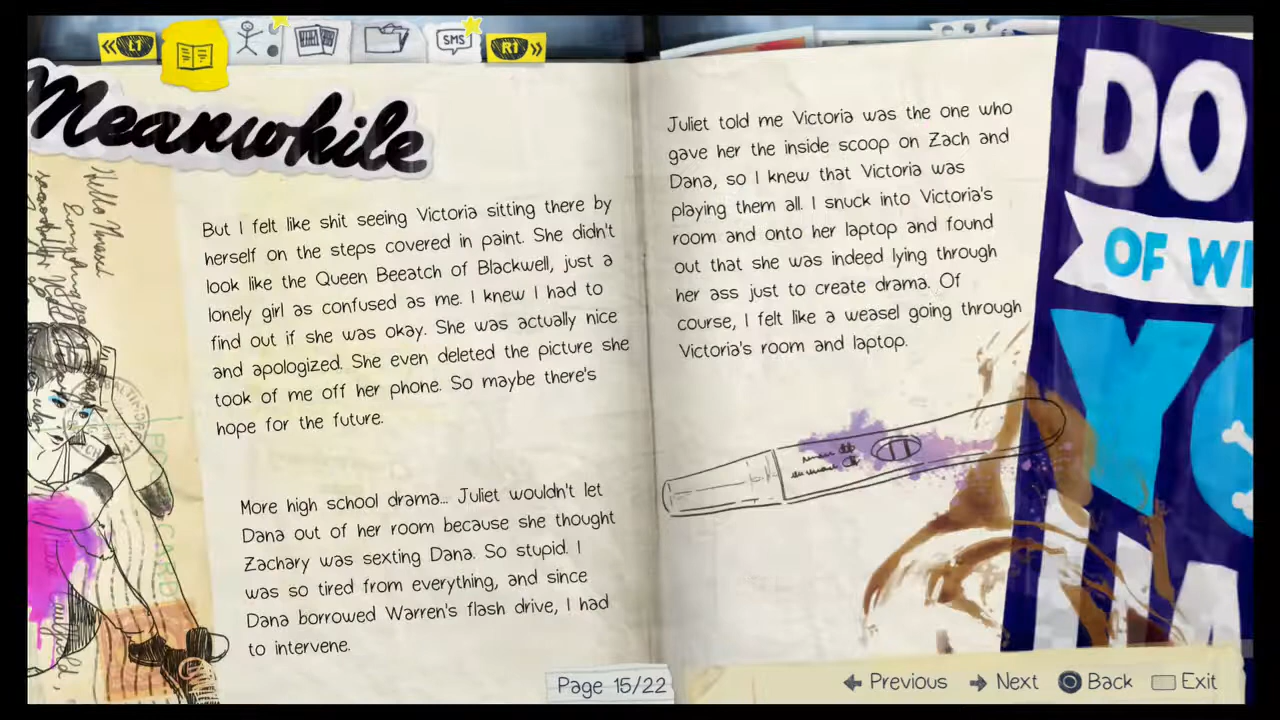 L1
SMS
R1
Meanwhile
But I felt like shit seeing Victoria sitting there by
herself on the steps covered in paint. She didn't
look like the Queen Beeatch of Blackwell, just a
lonely girl as confused as me. I knew I had to
find out if she was okay. She was actually nice
and apologized. She even deleted the picture she
took of me off her phone. So maybe there's
hope for the future.
More high school drama... Juliet wouldn't let
Dana out of her room because she thought
Zachary was sexting Dana. So stupid. I
was so tired from everything, and since
Dana borrowed Warren's flash drive, I had
to intervene.
Juliet told me Victoria was the one who
gave her the inside scoop on Zach and
Dana, so I knew that Victoria was
playing them all. I snuck into Victoria's
room and onto her laptop and found
out that she was indeed lying through
her ass just to create drama. Of
course, I felt like a weasel going through
Victoria's room and laptop.
DO
OF WI
YO
Page 15/22
Previous
Next
Back
Exit